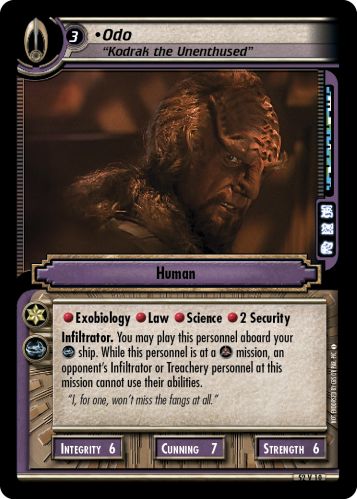 3
•Odo
"Kodrak the Unenthused"
Human
Exobiology Law Science 2 Security
Infiltrator. You may play this personnel aboard your
ship. While this personnel is at a mission, an
opponent's Infiltrator or Treachery personnel at this
mission cannot use their abilities.
"I, for one, won't miss the fangs at all."
INTEGRITY 6 CUNNING 7 STRENGTH 6
52 V 10